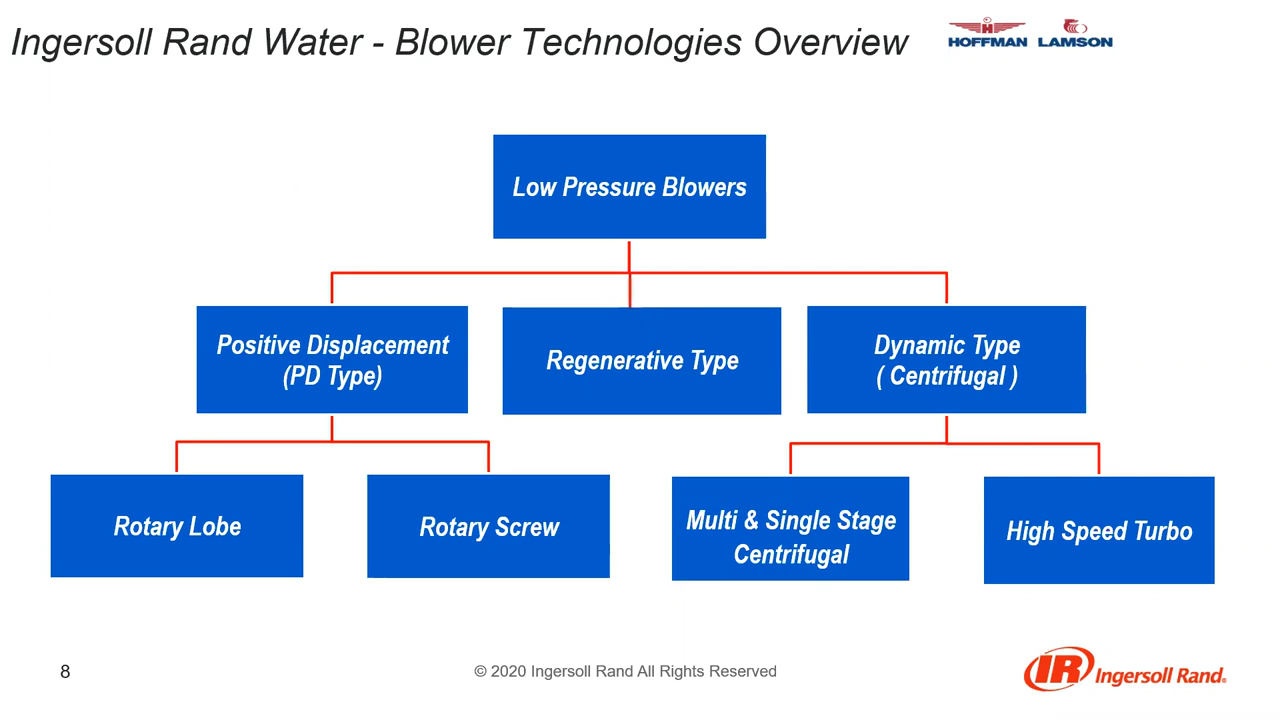 Ingersoll Rand Water - Blower Technologies Overview
HOFFMAN LAMSON
Low Pressure Blowers
Positive Displacement
(PD Type)
Regenerative Type
Dynamic Type
( Centrifugal )
Rotary Lobe
Rotary Screw
Multi & Single Stage
Centrifugal
High Speed Turbo
8
© 2020 Ingersoll Rand All Rights Reserved
IR Ingersoll Rand®